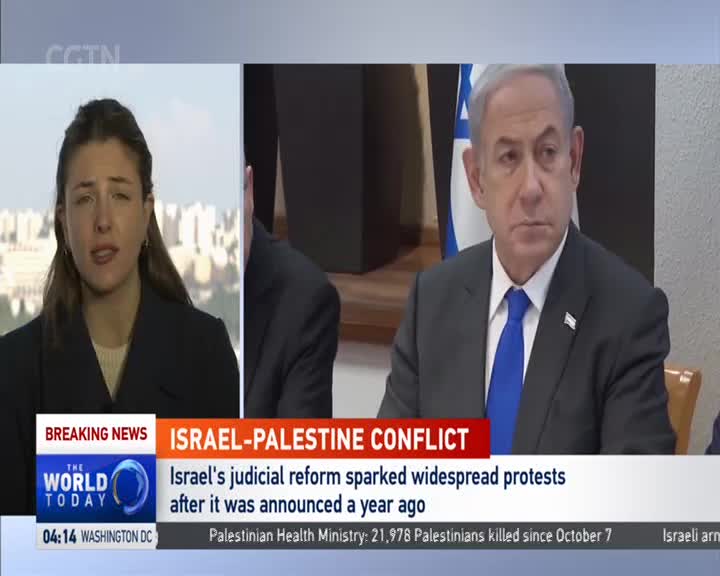 CGTN
BREAKING NEWS
ISRAEL-PALESTINE CONFLICT
THE
WORLD
TODAY
Israel's judicial reform sparked widespread protests
after it was announced a year ago
04:14 WASHINGTON DC
Palestinian Health Ministry: 21,978 Palestinians killed since October 7
Israeli arm